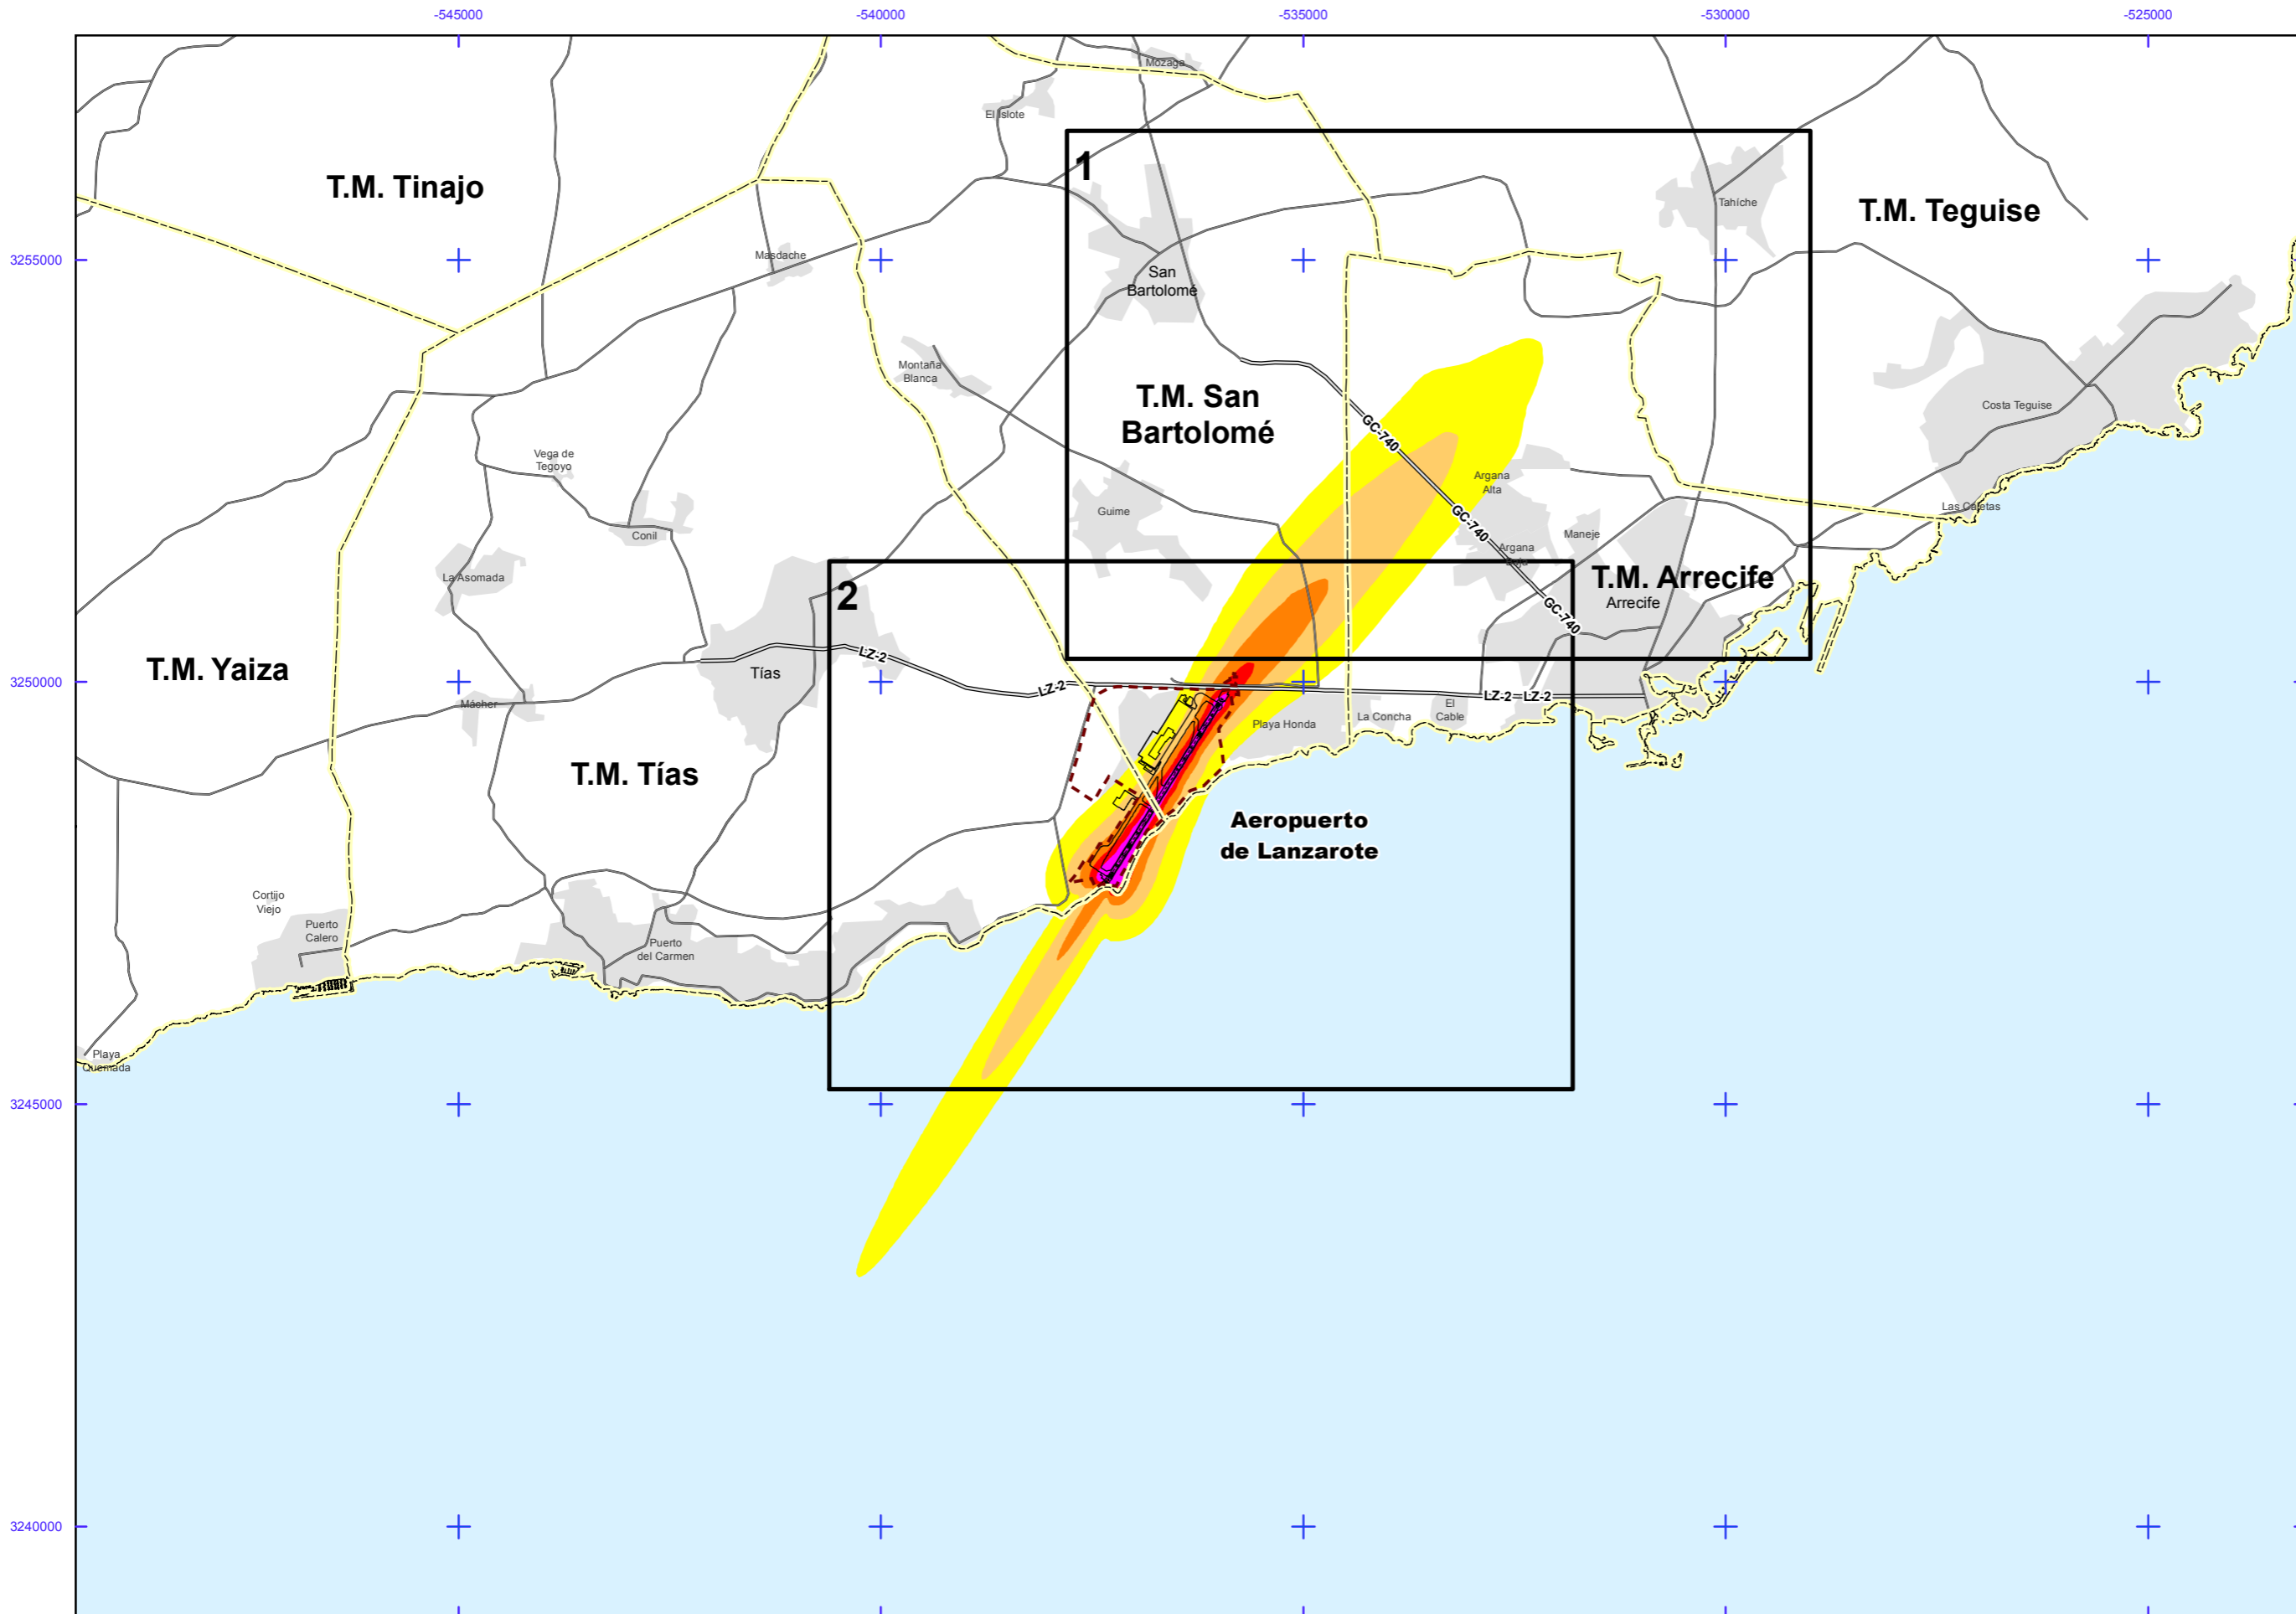 -545000
-540000
-535000
-530000
-525000
Mozaga
El Islote
1
T.M. Tinajo
Tahíche
T.M. Teguise
3255000
Masdache
San
Bartolomé
Montaña
Blanca
T.M. San
Bartolomé
Costa Teguise
GC-740
Vega de
Tegoyo
Argana
Alta
Las Caletas
Guime
GC-740
Conil
Maneje
Argana
Baja
La Asomada
2
T.M. Arrecife
Arrecife
GC-740
LZ-2
T.M. Yaiza
Tías
3250000
LZ-2
LZ-2
LZ-2
Mácher
El
Cable
La Concha
Playa Honda
T.M. Tías
Aeropuerto
de Lanzarote
Cortijo
Viejo
Puerto
Calero
Puerto
del Carmen
Playa
Quemada
3245000
3240000